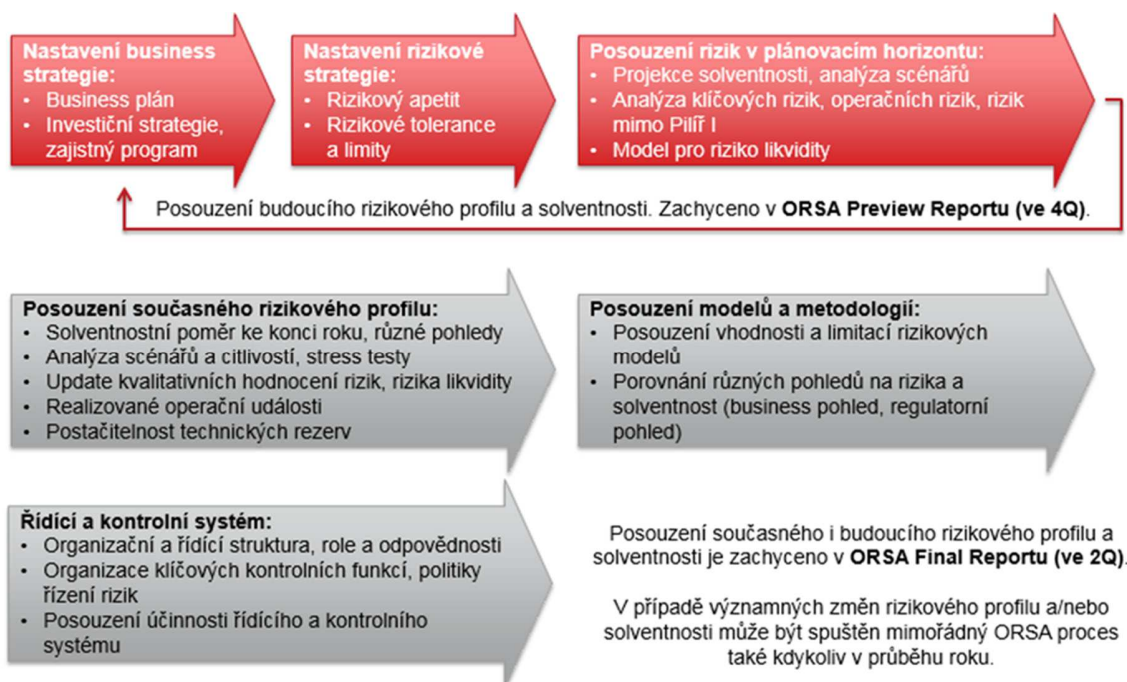 Nastavení business
strategie:
• Business plán
• Investiční strategie,
zajistný program
Nastavení rizikové
strategie:
• Rizikový apetit
• Rizikové tolerance
a limity
Posouzení rizik v plánovacím horizontu:
• Projekce solventnosti, analýza scénářů
• Analýza klíčových rizik, operačních rizik, rizik
mimo Pilíř I
• Model pro riziko likvidity
Posouzení budoucího rizikového profilu a solventnosti. Zachyceno v ORSA Preview Reportu (ve 4Q).
Posouzení současného rizikového profilu:
• Solventnostní poměr ke konci roku, různé pohledy
• Analýza scénářů a citlivostí, stress testy
• Update kvalitativních hodnocení rizik, rizika likvidity
• Realizované operační události
• Postačitelnost technických rezerv
Posouzení modelů a metodologií:
• Posouzení vhodnosti a limitací rizikových
modelů
• Porovnání různých pohledů na rizika a
solventnost (business pohled, regulatorní
pohled)
Řídící a kontrolní systém:
• Organizační a řídící struktura, role a odpovědnosti
• Organizace klíčových kontrolních funkcí, politiky
řízení rizik
• Posouzení účinnosti řídícího a kontrolního
systému
Posouzení současného i budoucího rizikového profilu a
solventnosti je zachyceno v ORSA Final Reportu (ve 2Q).
V případě významných změn rizikového profilu a/nebo
solventnosti může být spuštěn mimořádný ORSA proces
také kdykoliv v průběhu roku.